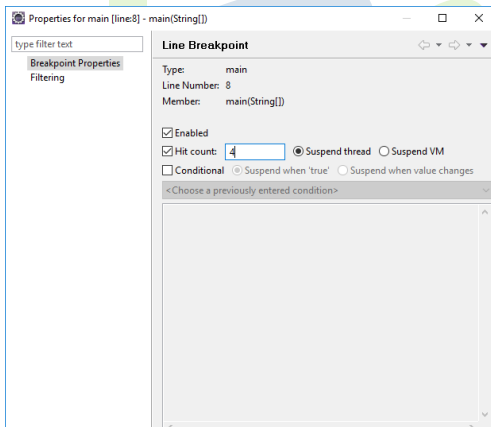 Properties for main [line:8] - main(String[])
type filter text
Breakpoint Properties
Filtering
Line Breakpoint
Type: main
Line Number: 8
Member: main(String[])
Enabled
Hit count: 4 Suspend thread Suspend VM
Conditional Suspend when 'true' Suspend when value changes
<Choose a previously entered condition>